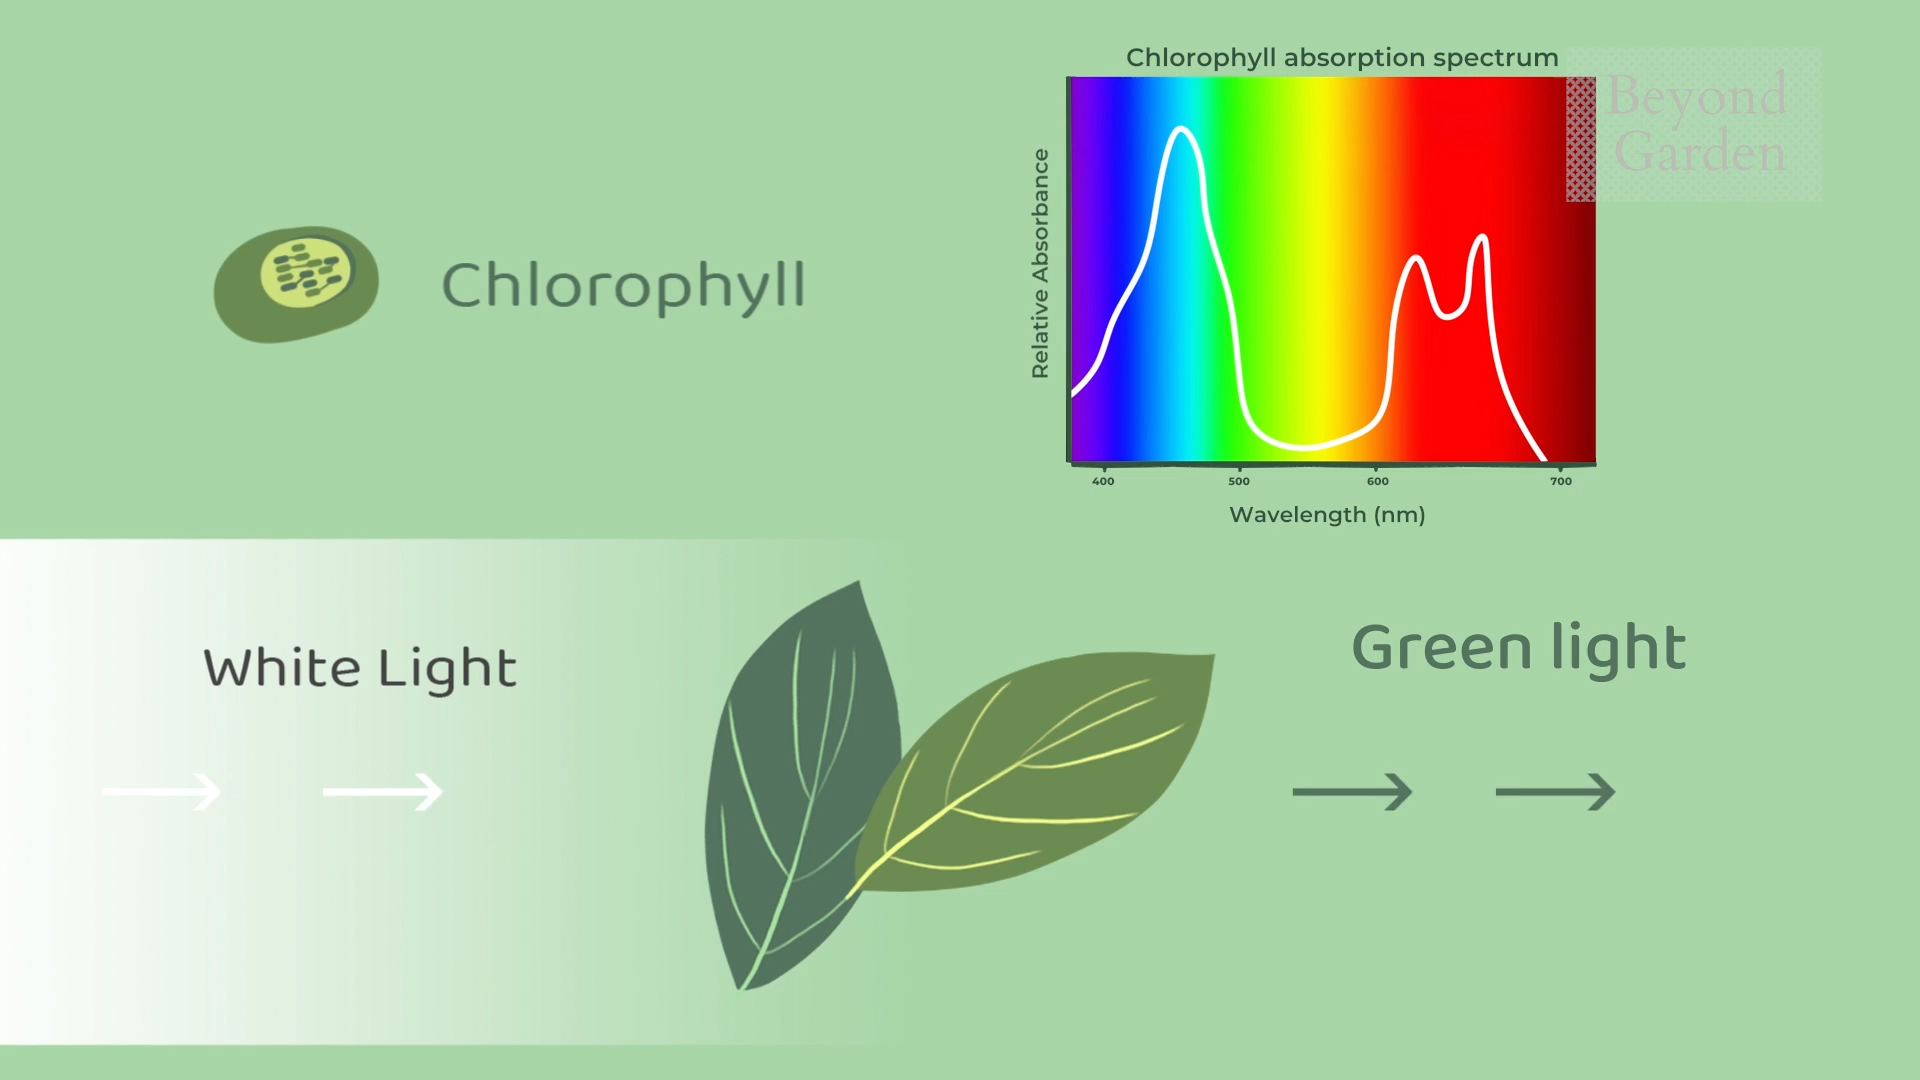 Chlorophyll absorption spectrum
Beyond
Garden
Chlorophyll
Relative Absorbance
400 500 600 700
Wavelength (nm)
White Light
Green light